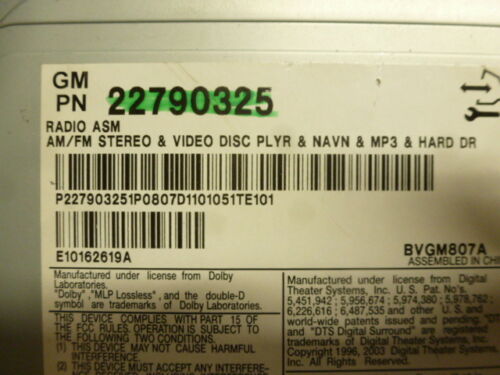 GM
PN 22790325
RADIO ASM
AM/FM STEREO & VIDEO DISC PLYR & NAVN & MP3 & HARD DR
P227903251P0807D1101051TE101
E10162619A
BVGM807A
ASSEMBLED IN CHI
Manufactured under license from Dolby
Laboratories.
"Dolby","MLP Lossless", and the double-D
symbol are trademarks of Dolby Laboratories.
THIS DEVICE COMPLIES WITH PART 15 OF
THE FCC RULES. OPERATION IS SUBJECT TO
THE FOLLOWING TWO CONDITIONS:
(1) THIS DEVICE MAY NOT CAUSE HARMFUL
INTERFERENCE.
(2) THIS DEVICE MUST ACCEPT ANY
Manufactured under license from Digital
Theater Systems, Inc. U.S. Pat. No's.
5,451,942 ; 5,956,674 ; 5,974,380 ; 5,978,762 ;
6,226,616 ; 6,487,535 and other U.S. and
world-wide patents issued and pending. "DTS"
and "DTS Digital Surround" are registered
trademarks of Digital Theater Systems, Inc.
Copyright 1996, 2003 Digital Theater Systems,
Inc. All Rights